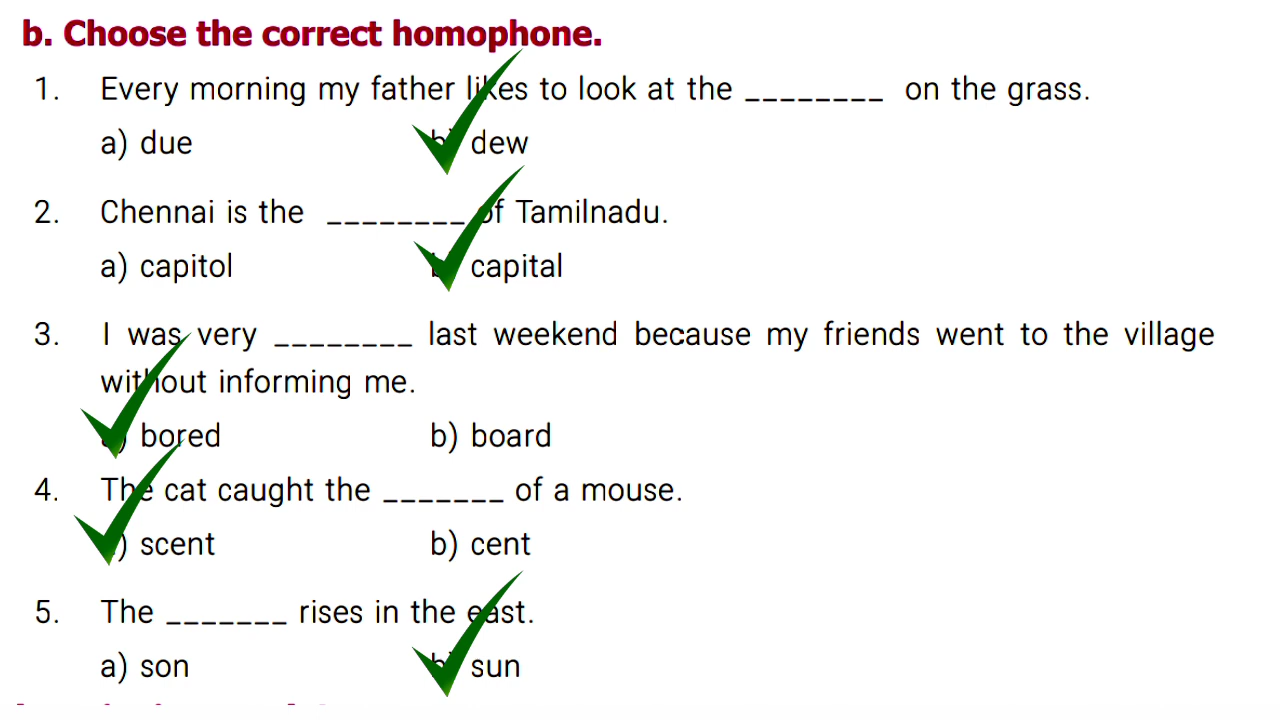 b. Choose the correct homophone.
1. Every morning my father likes to look at the ________ on the grass.
a) due b) dew
2. Chennai is the ________ of Tamilnadu.
a) capitol b) capital
3. I was very ________ last weekend because my friends went to the village
without informing me.
a) bored b) board
4. The cat caught the _______ of a mouse.
a) scent b) cent
5. The _______ rises in the east.
a) son b) sun